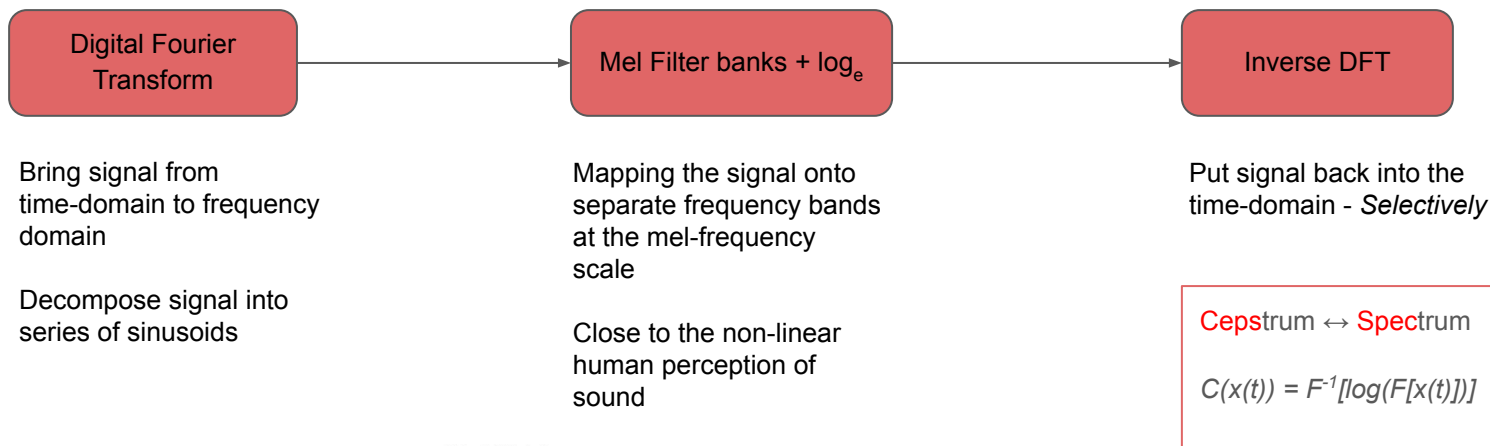 Digital Fourier
Transform
Mel Filter banks + logₑ
Inverse DFT
Bring signal from
time-domain to frequency
domain
Decompose signal into
series of sinusoids
Mapping the signal onto
separate frequency bands
at the mel-frequency
scale
Close to the non-linear
human perception of
sound
Put signal back into the
time-domain - Selectively
Cepstrum ↔ Spectrum
C(x(t)) = F⁻¹[log(F[x(t)])]